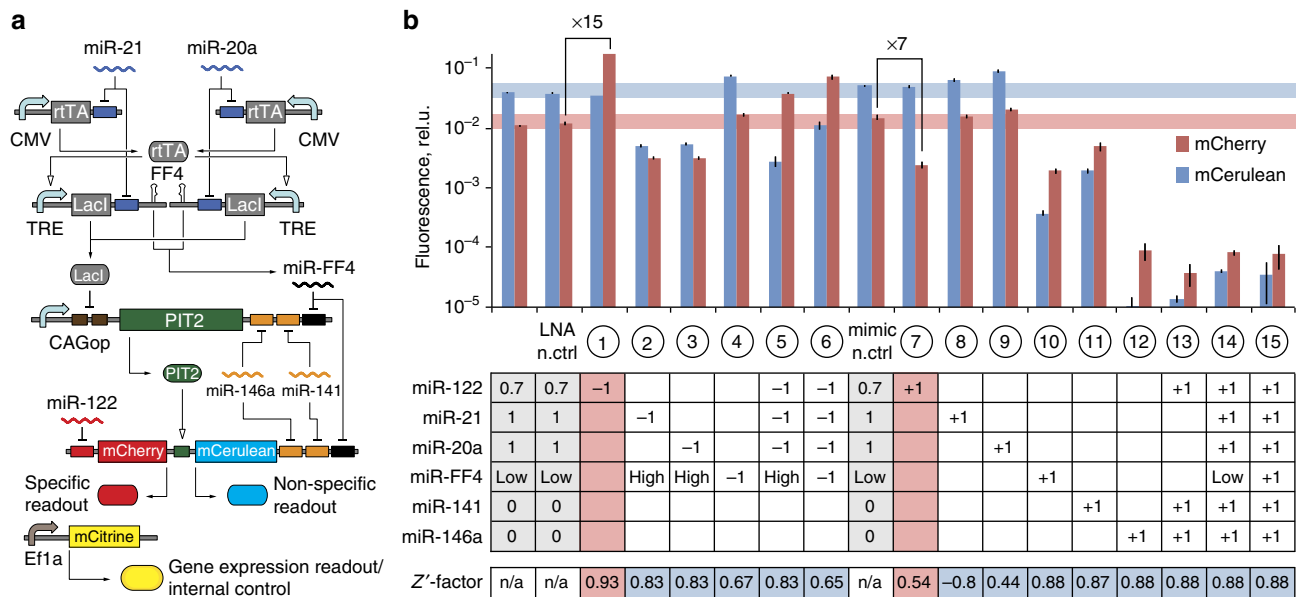 a
miR-21
miR-20a
rtTA
rtTA
CMV
rtTA
CMV
FF4
LacI
LacI
TRE
TRE
LacI
miR-FF4
PIT2
CAGop
PIT2
miR-146a
miR-141
miR-122
mCherry
mCerulean
Specific readout
Non-specific readout
mCitrine
Ef1a
Gene expression readout/
internal control
b
×15
×7
Fluorescence, rel.u.
10⁻¹
10⁻²
10⁻³
10⁻⁴
10⁻⁵
mCherry
mCerulean
LNA n.ctrl 1 2 3 4 5 6 mimic n.ctrl 7 8 9 10 11 12 13 14 15
miR-122 0.7 0.7 −1 −1 −1 0.7 +1 +1 +1 +1
miR-21 1 1 −1 −1 −1 1 +1 +1 +1
miR-20a 1 1 −1 −1 −1 1 +1 +1 +1
miR-FF4 Low Low High High −1 High −1 Low +1 Low +1
miR-141 0 0 0 +1 +1 +1 +1
miR-146a 0 0 0 +1 +1 +1 +1
Z′-factor n/a n/a 0.93 0.83 0.83 0.67 0.83 0.65 n/a 0.54 −0.8 0.44 0.88 0.87 0.88 0.88 0.88 0.88